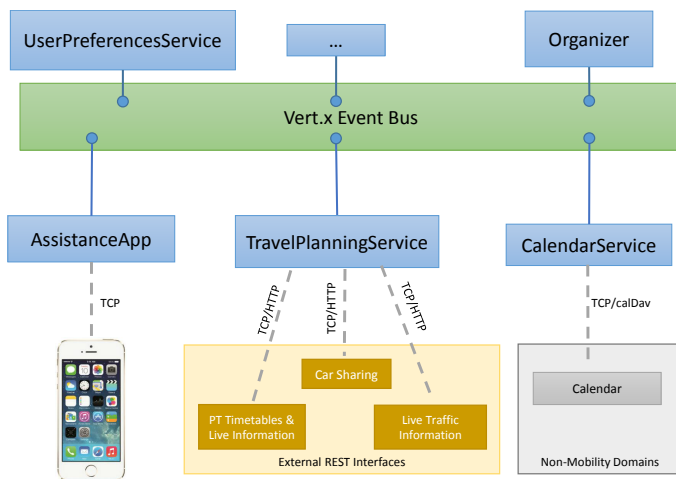 UserPreferencesService
...
Organizer
Vert.x Event Bus
AssistanceApp
TravelPlanningService
CalendarService
TCP
TCP/HTTP
TCP/HTTP
TCP/HTTP
TCP/calDav
Car Sharing
PT Timetables &
Live Information
Live Traffic
Information
External REST Interfaces
Calendar
Non-Mobility Domains